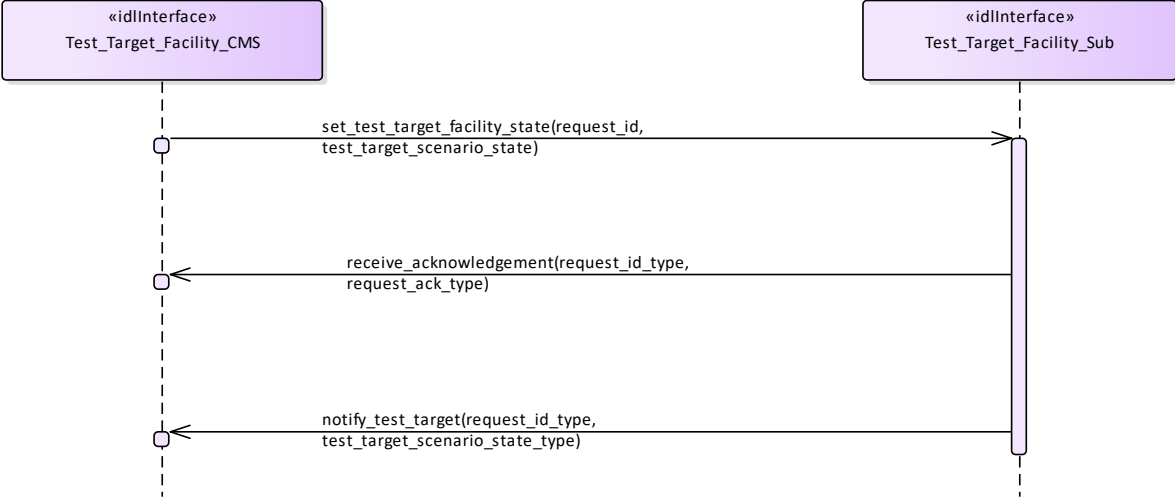 «idlInterface»
Test_Target_Facility_CMS
«idlInterface»
Test_Target_Facility_Sub
set_test_target_facility_state(request_id,
test_target_scenario_state)
receive_acknowledgement(request_id_type,
request_ack_type)
notify_test_target(request_id_type,
test_target_scenario_state_type)